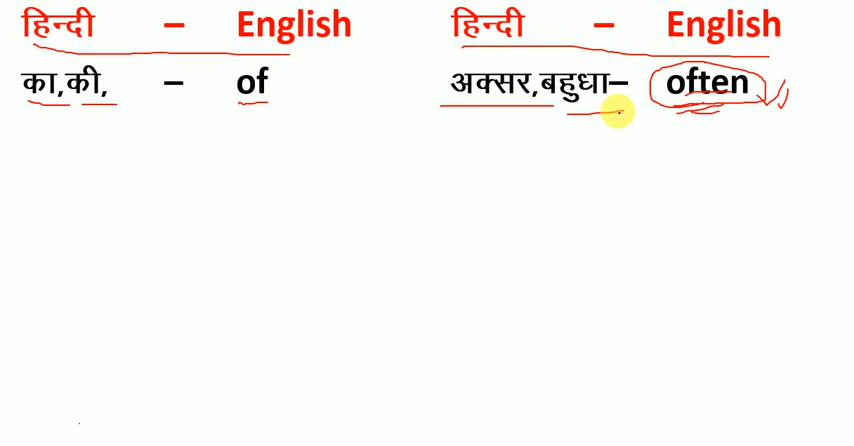 हिन्दी – English हिन्दी – English
का,की, – of अक्सर,बहुधा– often